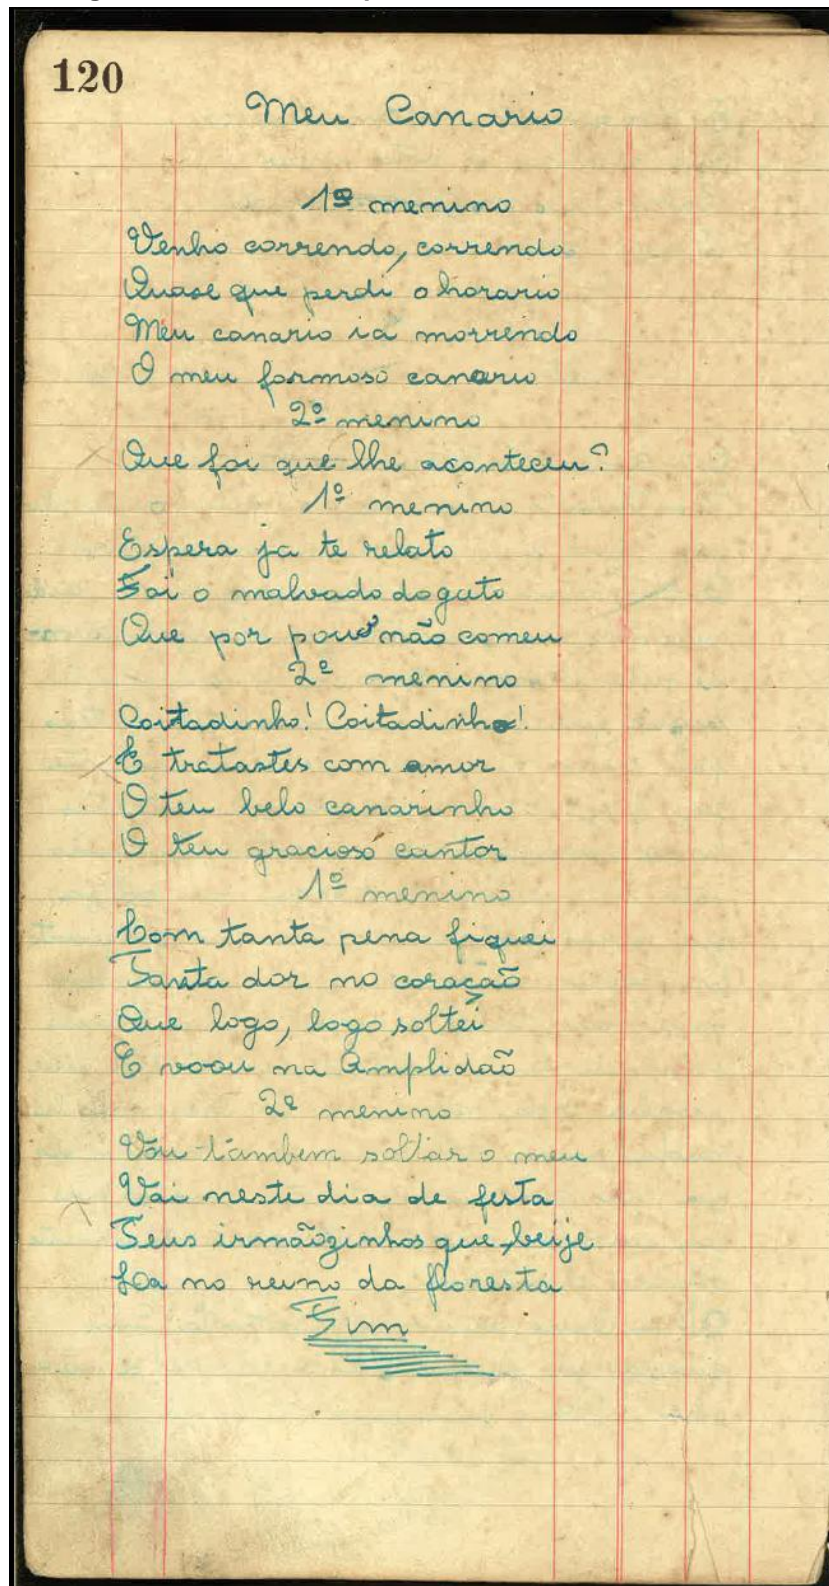 120
Meu Canario
1º menino
Venho correndo, correndo
Quase que perdi o horario
Meu canario ia morrendo
O meu formoso canario
2º menino
Que foi que lhe aconteceu?
1º menino
Espera ja te relato
Foi o malvado do gato
Que por pouco não comeu
2º menino
Coitadinho! Coitadinho!
E tratastes com amor
O teu belo canarinho
O teu gracioso cantor
1º menino
Com tanta pena fiquei
Tanta dor no coração
Que logo, logo soltei
E voou na Amplidão
2º menino
Vou tambem soltar o meu
Vai neste dia de festa
Seus irmãozinhos que beije
La no reino da floresta
Fim